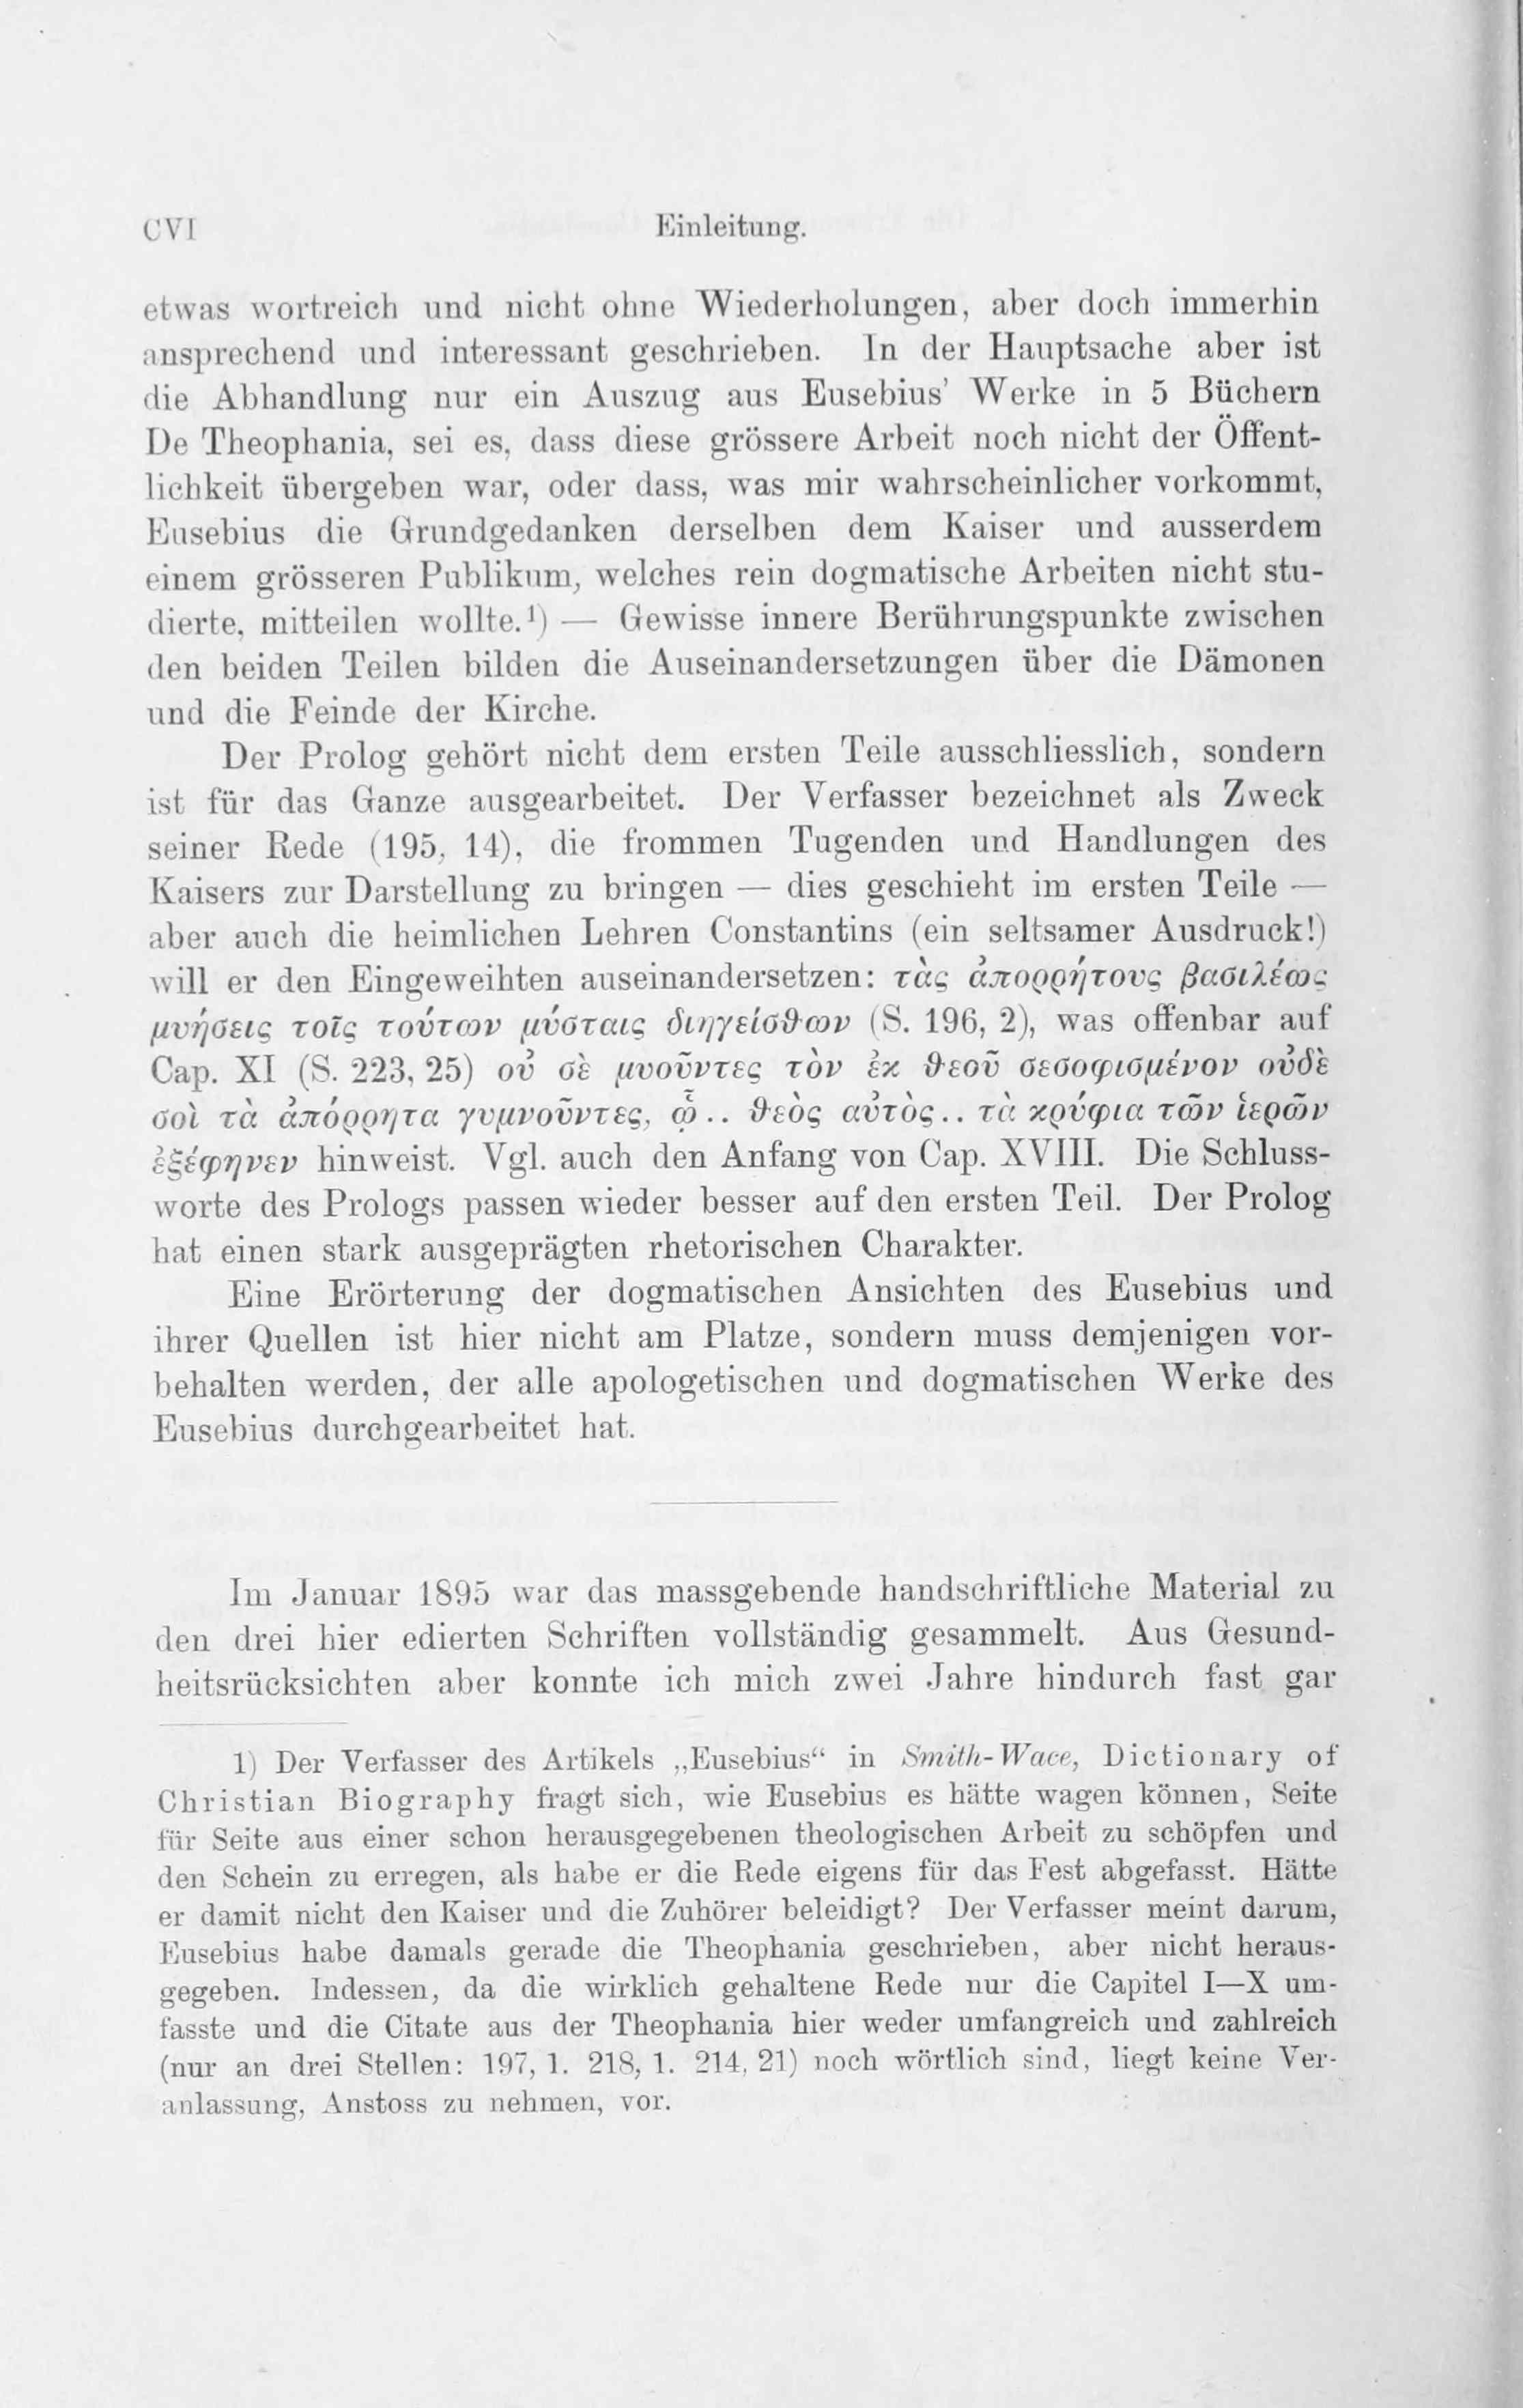 CVI Einleitung.
etwas wortreich und nicht ohne Wiederholungen, aber doch immerhin
ansprechend und interessant geschrieben. In der Hauptsache aber ist
die Abhandlung nur ein Auszug aus Eusebius' Werke in 5 Büchern
De Theophania, sei es, dass diese grössere Arbeit noch nicht der Öffent-
lichkeit übergeben war, oder dass, was mir wahrscheinlicher vorkommt,
Eusebius die Grundgedanken derselben dem Kaiser und ausserdem
einem grösseren Publikum, welches rein dogmatische Arbeiten nicht stu-
dierte, mitteilen wollte.¹) — Gewisse innere Berührungspunkte zwischen
den beiden Teilen bilden die Auseinandersetzungen über die Dämonen
und die Feinde der Kirche.
Der Prolog gehört nicht dem ersten Teile ausschliesslich, sondern
ist für das Ganze ausgearbeitet. Der Verfasser bezeichnet als Zweck
seiner Rede (195, 14), die frommen Tugenden und Handlungen des
Kaisers zur Darstellung zu bringen — dies geschieht im ersten Teile —
aber auch die heimlichen Lehren Constantins (ein seltsamer Ausdruck!)
will er den Eingeweihten auseinandersetzen: τὰς ἀπορρήτους βασιλέως
μυήσεις τοῖς τούτων μύσταις διηγείσθων (S. 196, 2), was offenbar auf
Cap. XI (S. 223, 25) οὐ σὲ μυοῦντες τὸν ἐκ θεοῦ σεσοφισμένον οὐδὲ
σοὶ τὰ ἀπόρρητα γυμνοῦντες, ᾧ .. θεὸς αὐτὸς .. τὰ κρύφια τῶν ἱερῶν
ἐξέφηνεν hinweist. Vgl. auch den Anfang von Cap. XVIII. Die Schluss-
worte des Prologs passen wieder besser auf den ersten Teil. Der Prolog
hat einen stark ausgeprägten rhetorischen Charakter.
Eine Erörterung der dogmatischen Ansichten des Eusebius und
ihrer Quellen ist hier nicht am Platze, sondern muss demjenigen vor-
behalten werden, der alle apologetischen und dogmatischen Werke des
Eusebius durchgearbeitet hat.
Im Januar 1895 war das massgebende handschriftliche Material zu
den drei hier edierten Schriften vollständig gesammelt. Aus Gesund-
heitsrücksichten aber konnte ich mich zwei Jahre hindurch fast gar
1) Der Verfasser des Artikels „Eusebius“ in Smith-Wace, Dictionary of
Christian Biography fragt sich, wie Eusebius es hätte wagen können, Seite
für Seite aus einer schon herausgegebenen theologischen Arbeit zu schöpfen und
den Schein zu erregen, als habe er die Rede eigens für das Fest abgefasst. Hätte
er damit nicht den Kaiser und die Zuhörer beleidigt? Der Verfasser meint darum,
Eusebius habe damals gerade die Theophania geschrieben, aber nicht heraus-
gegeben. Indessen, da die wirklich gehaltene Rede nur die Capitel I—X um-
fasste und die Citate aus der Theophania hier weder umfangreich und zahlreich
(nur an drei Stellen: 197, 1. 218, 1. 214, 21) noch wörtlich sind, liegt keine Ver-
anlassung, Anstoss zu nehmen, vor.